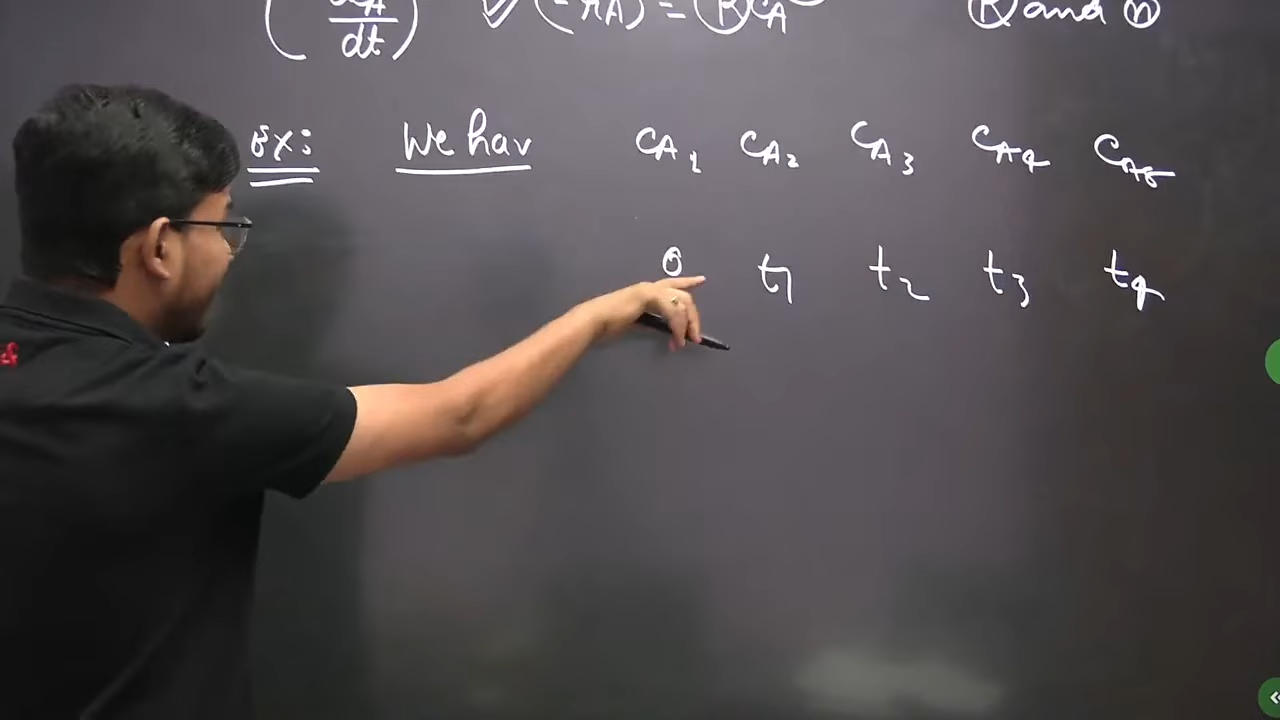 dt (-rA) = k CA k and n
Ex: We hav CA1 CA2 CA3 CA4 CA5
0 t1 t2 t3 t4